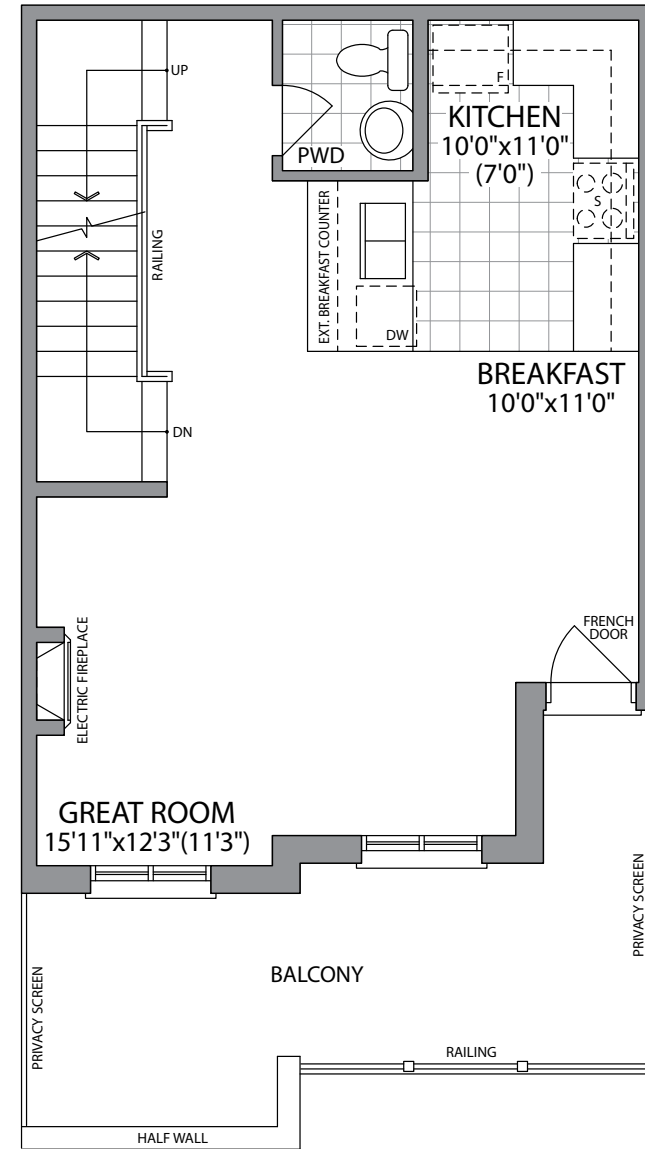 UP
F
KITCHEN
10'0"x11'0"
(7'0")
PWD
S
EXT. BREAKFAST COUNTER
RAILING
DW
BREAKFAST
10'0"x11'0"
DN
FRENCH
DOOR
ELECTRIC FIREPLACE
GREAT ROOM
15'11"x12'3"(11'3")
PRIVACY SCREEN
BALCONY
PRIVACY SCREEN
RAILING
HALF WALL